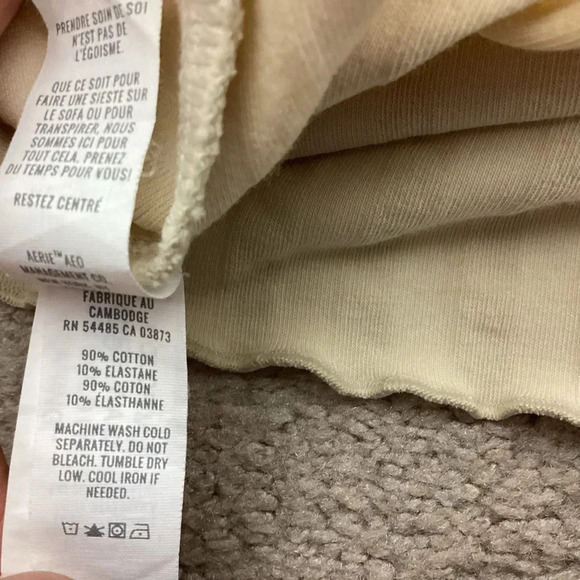 PRENDRE SOIN DE SOI
N'EST PAS DE
L'ÉGOÏSME.
QUE CE SOIT POUR
FAIRE UNE SIESTE SUR
LE SOFA OU POUR
TRANSPIRER, NOUS
SOMMES ICI POUR
TOUT CELA. PRENEZ
DU TEMPS POUR VOUS!
RESTEZ CENTRÉ
AERIE™ AEO
MANAGEMENT CO.
FABRIQUE AU
CAMBODGE
RN 54485 CA 03873
90% COTTON
10% ELASTANE
90% COTON
10% ÉLASTHANNE
MACHINE WASH COLD
SEPARATELY. DO NOT
BLEACH. TUMBLE DRY
LOW. COOL IRON IF
NEEDED.